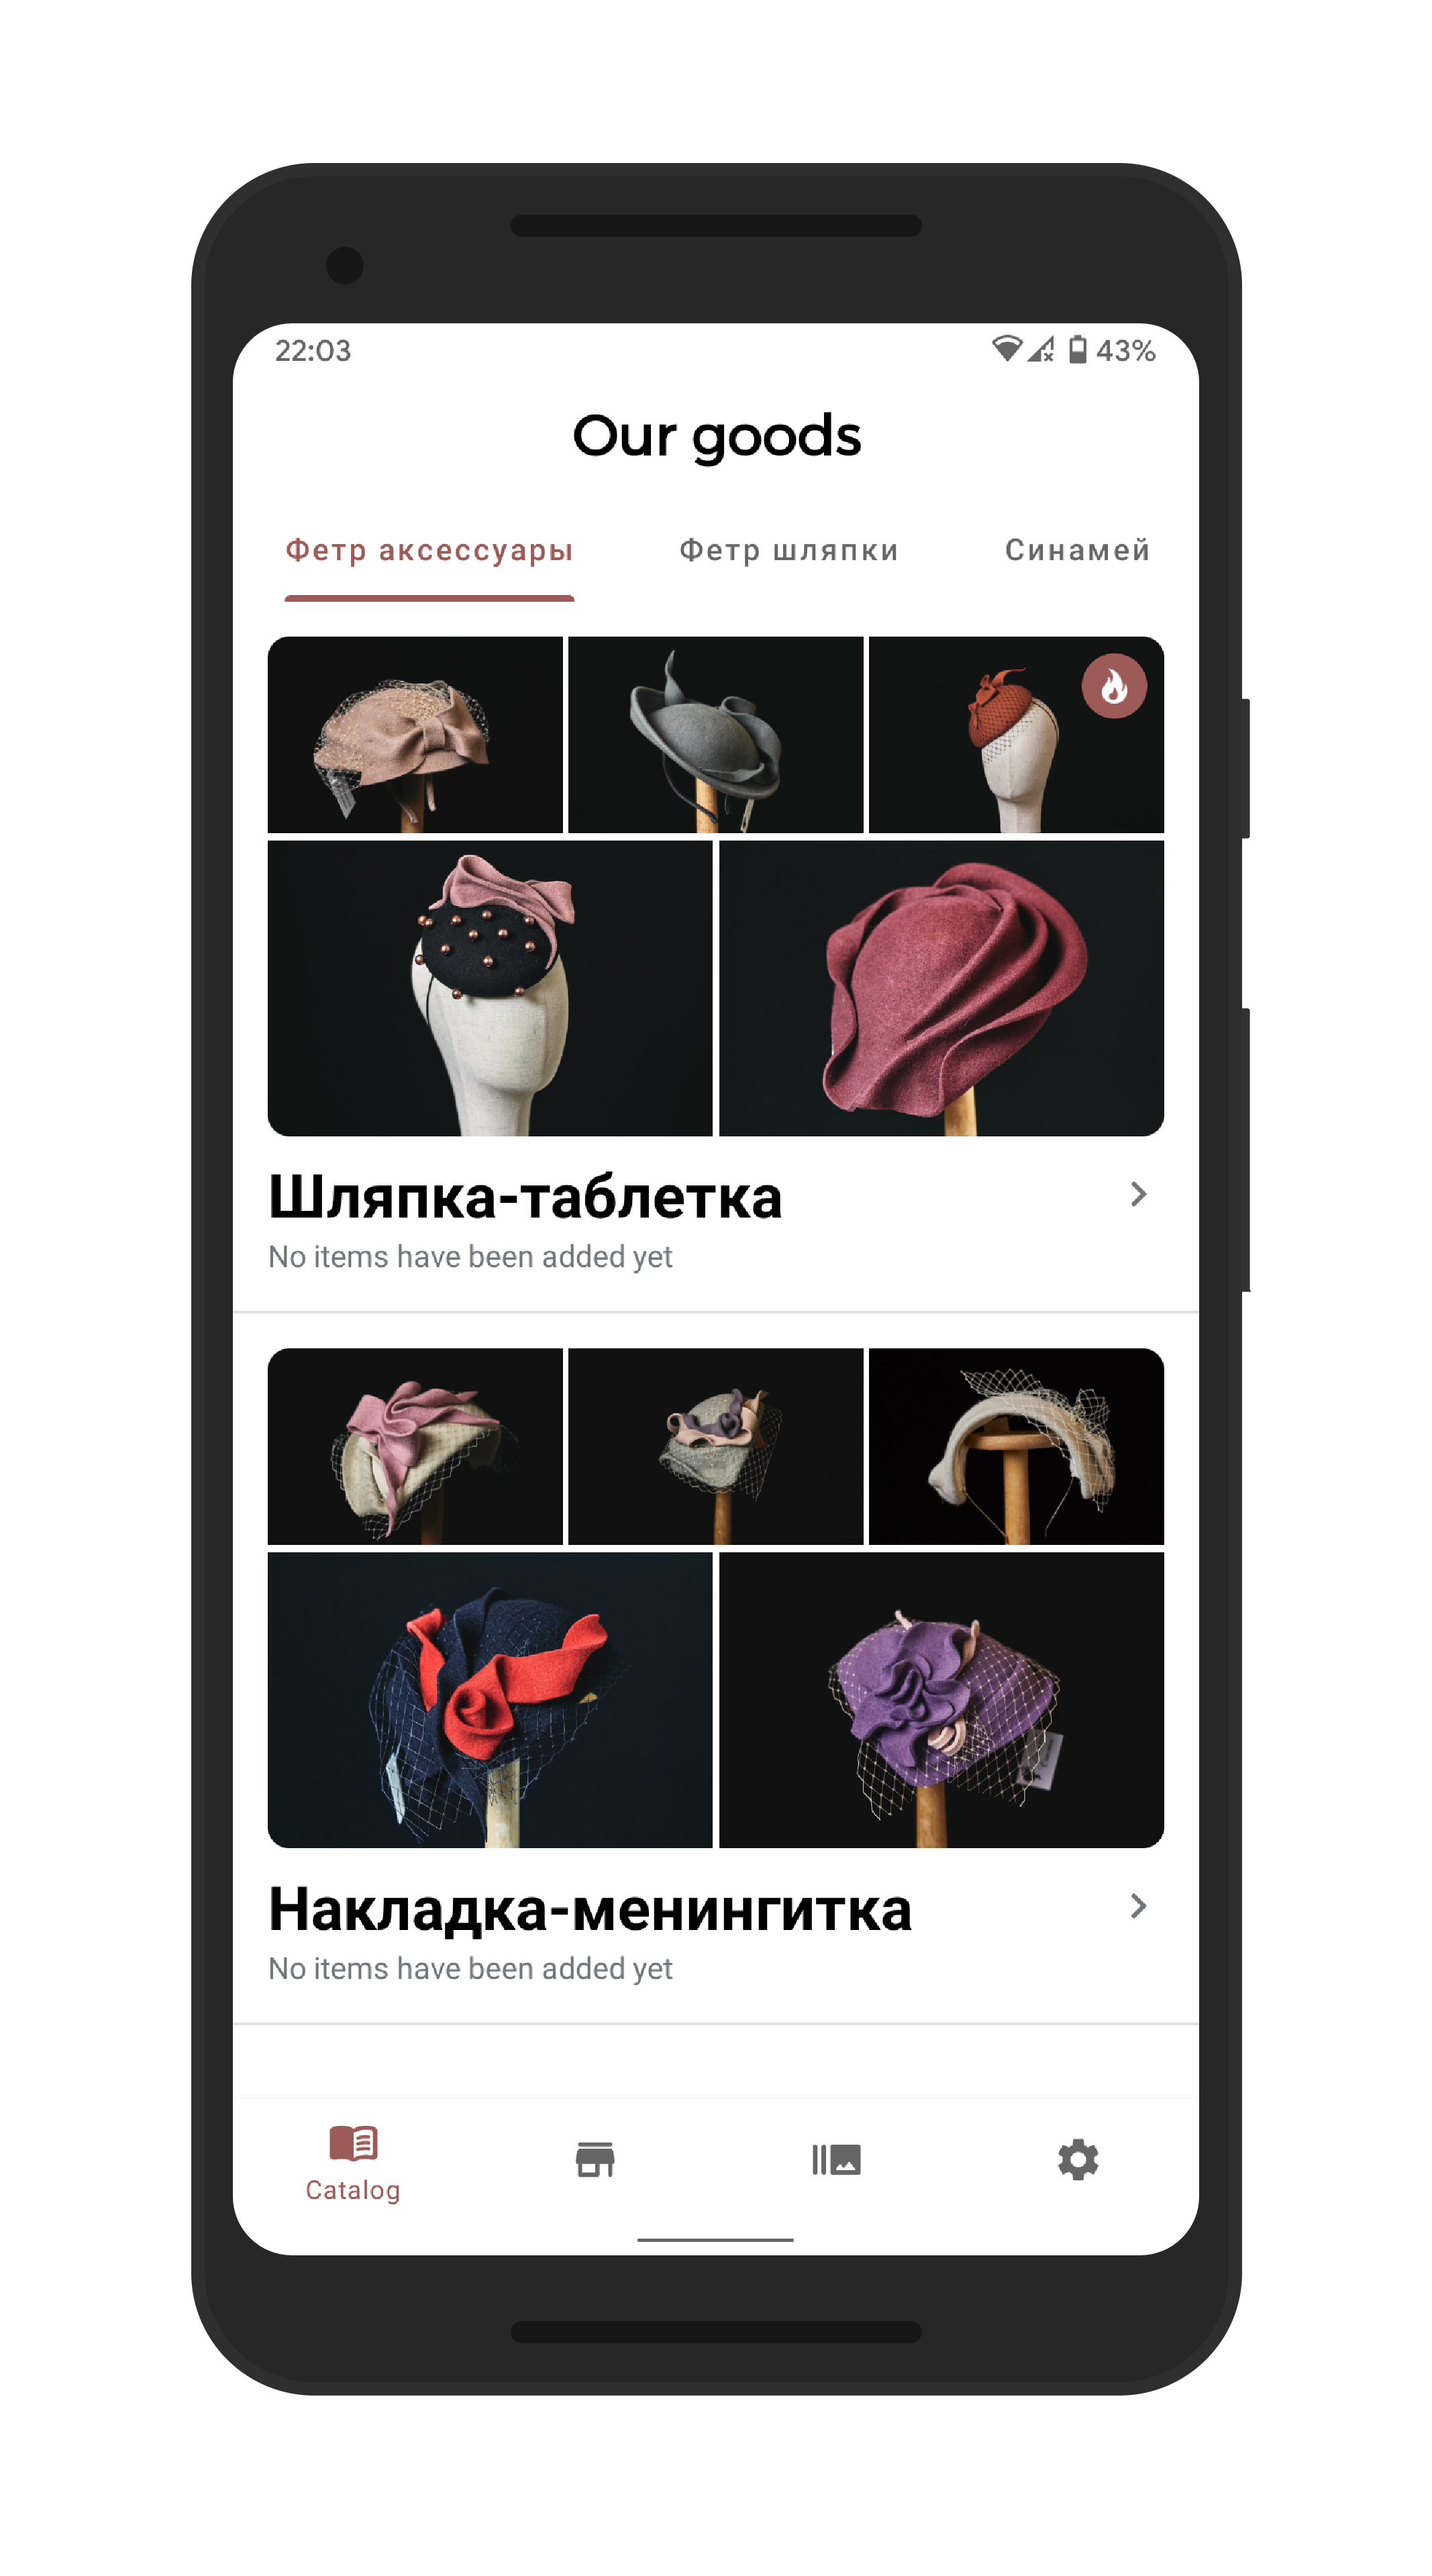 22:03 43%
Our goods
Фетр аксессуары Фетр шляпки Синамей
Шляпка-таблетка
No items have been added yet
Накладка-менингитка
No items have been added yet
Catalog